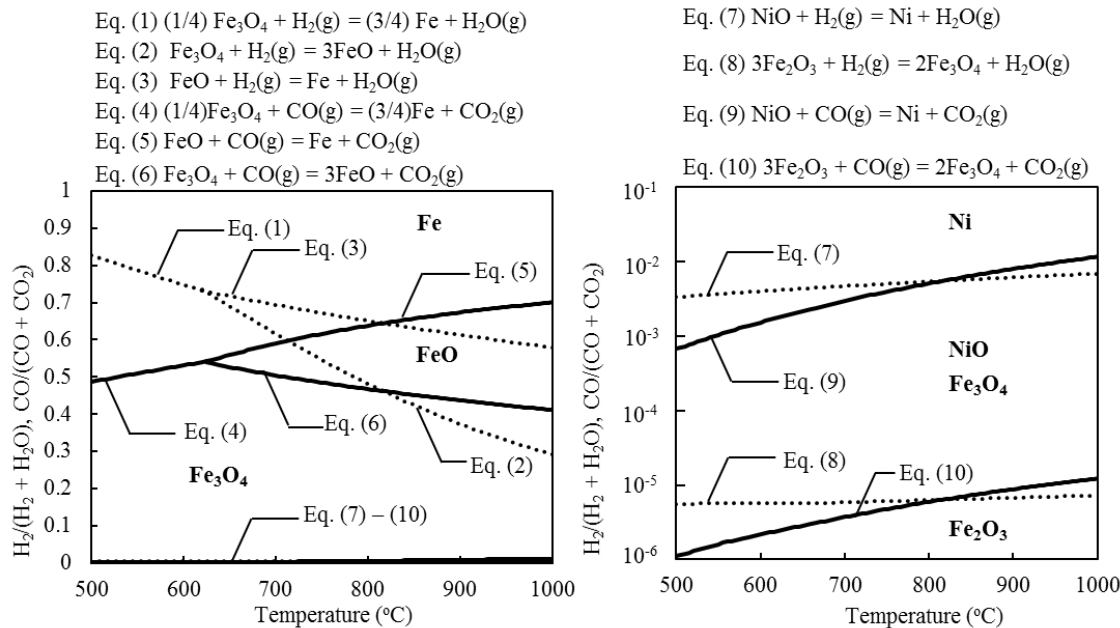 Eq. (1) (1/4) Fe₃O₄ + H₂(g) = (3/4) Fe + H₂O(g)
Eq. (2) Fe₃O₄ + H₂(g) = 3FeO + H₂O(g)
Eq. (3) FeO + H₂(g) = Fe + H₂O(g)
Eq. (4) (1/4)Fe₃O₄ + CO(g) = (3/4)Fe + CO₂(g)
Eq. (5) FeO + CO(g) = Fe + CO₂(g)
Eq. (6) Fe₃O₄ + CO(g) = 3FeO + CO₂(g)
H₂/(H₂ + H₂O), CO/(CO + CO₂)
1
0.9
0.8
0.7
0.6
0.5
0.4
0.3
0.2
0.1
0
Fe
Eq. (1)
Eq. (3)
Eq. (5)
FeO
Eq. (4)
Eq. (6)
Eq. (2)
Fe₃O₄
Eq. (7) – (10)
500 600 700 800 900 1000
Temperature (°C)
Eq. (7) NiO + H₂(g) = Ni + H₂O(g)
Eq. (8) 3Fe₂O₃ + H₂(g) = 2Fe₃O₄ + H₂O(g)
Eq. (9) NiO + CO(g) = Ni + CO₂(g)
Eq. (10) 3Fe₂O₃ + CO(g) = 2Fe₃O₄ + CO₂(g)
H₂/(H₂ + H₂O), CO/(CO + CO₂)
10⁻¹
10⁻²
10⁻³
10⁻⁴
10⁻⁵
10⁻⁶
Ni
Eq. (7)
NiO
Eq. (9)
Fe₃O₄
Eq. (8)
Eq. (10)
Fe₂O₃
500 600 700 800 900 1000
Temperature (°C)